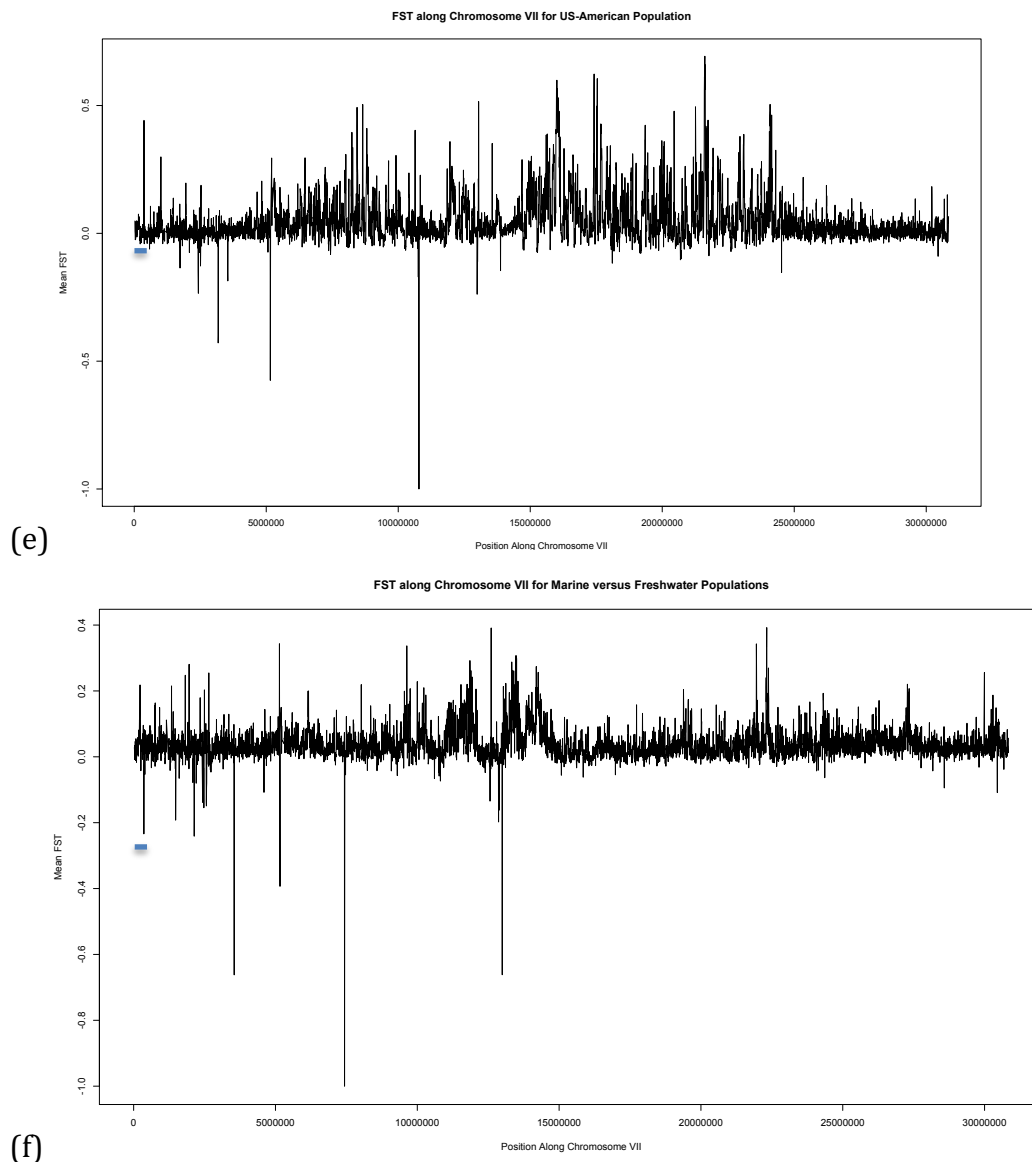 FST along Chromosome VII for US-American Population
0.5
0.0
Mean FST
-0.5
-1.0
0 5000000 10000000 15000000 20000000 25000000 30000000
(e)
Position Along Chromosome VII
FST along Chromosome VII for Marine versus Freshwater Populations
0.4
0.2
0.0
-0.2
Mean FST
-0.4
-0.6
-0.8
-1.0
0 5000000 10000000 15000000 20000000 25000000 30000000
(f)
Position Along Chromosome VII